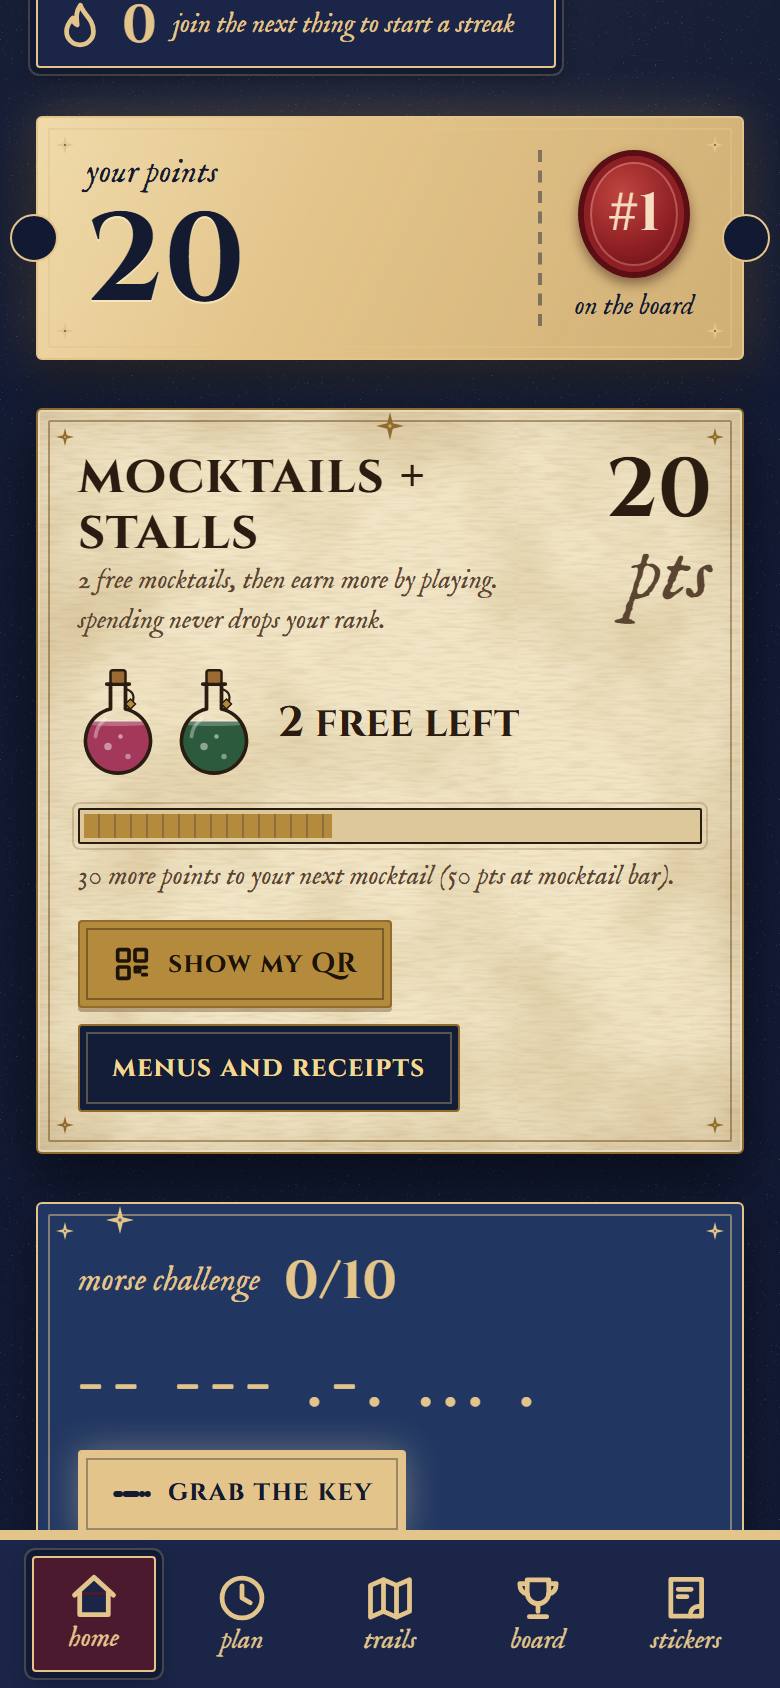 0 join the next thing to start a streak
your points
20
#1
on the board
MOCKTAILS +
STALLS
20
pts
2 free mocktails, then earn more by playing.
spending never drops your rank.
2 FREE LEFT
30 more points to your next mocktail (50 pts at mocktail bar).
SHOW MY QR
MENUS AND RECEIPTS
morse challenge 0/10
-- --- .-. ... .
GRAB THE KEY
home
plan
trails
board
stickers